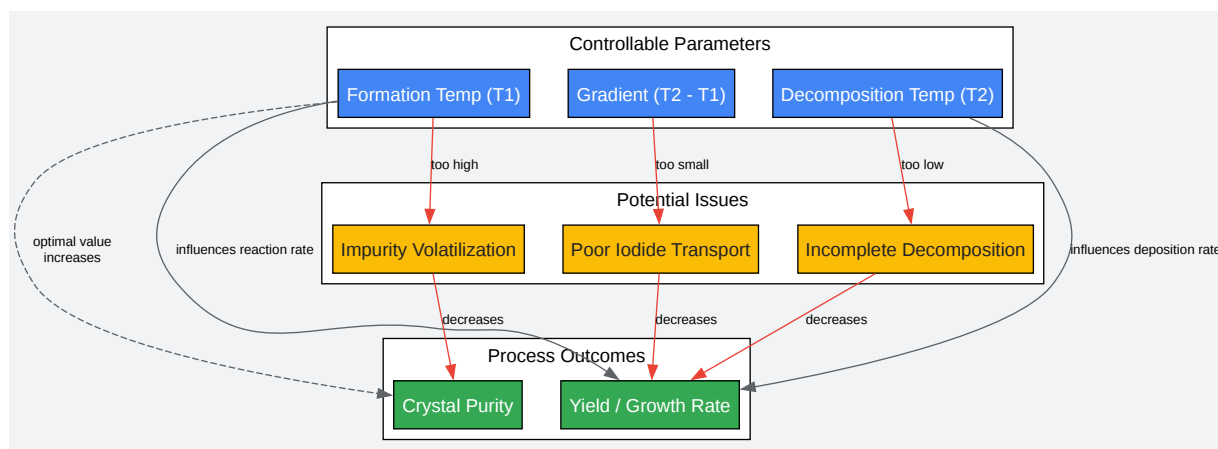 Controllable Parameters
Formation Temp (T1)
Gradient (T2 - T1)
Decomposition Temp (T2)
too high
too small
too low
Potential Issues
optimal value
increases
influences reaction rate
Impurity Volatilization
Poor Iodide Transport
Incomplete Decomposition
influences deposition rate
decreases
decreases
decreases
Process Outcomes
Crystal Purity
Yield / Growth Rate